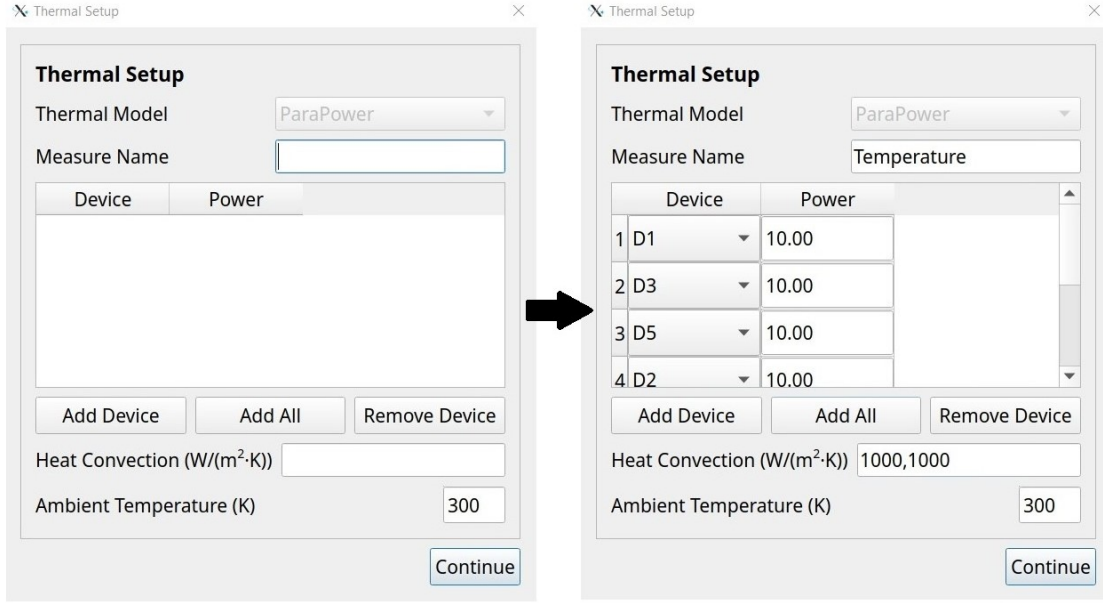 Thermal Setup
Thermal Setup
Thermal Model ParaPower
Measure Name
Device Power
Add Device Add All Remove Device
Heat Convection (W/(m²·K))
Ambient Temperature (K) 300
Continue
Thermal Setup
Thermal Setup
Thermal Model ParaPower
Measure Name Temperature
Device Power
1 D1 10.00
2 D3 10.00
3 D5 10.00
4 D2 10.00
Add Device Add All Remove Device
Heat Convection (W/(m²·K)) 1000,1000
Ambient Temperature (K) 300
Continue